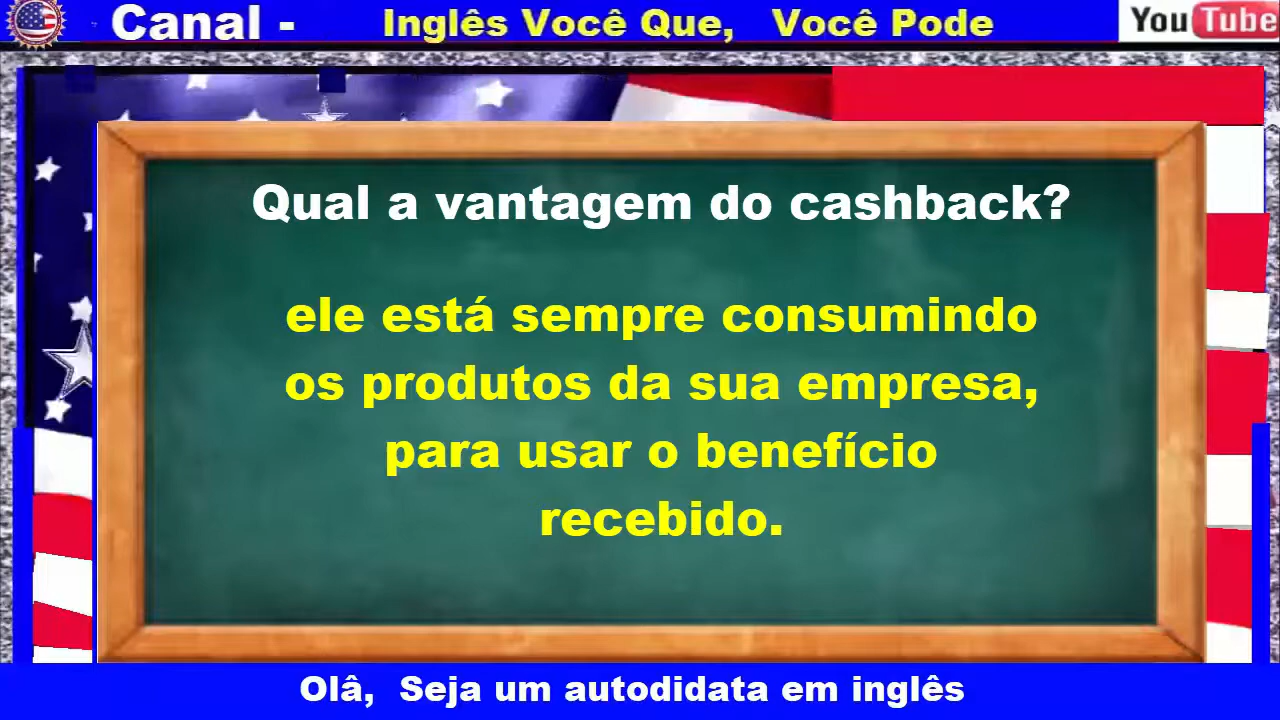 Canal - Inglês Você Que, Você Pode YouTube
Qual a vantagem do cashback?
ele está sempre consumindo
os produtos da sua empresa,
para usar o benefício
recebido.
Olâ, Seja um autodidata em inglês